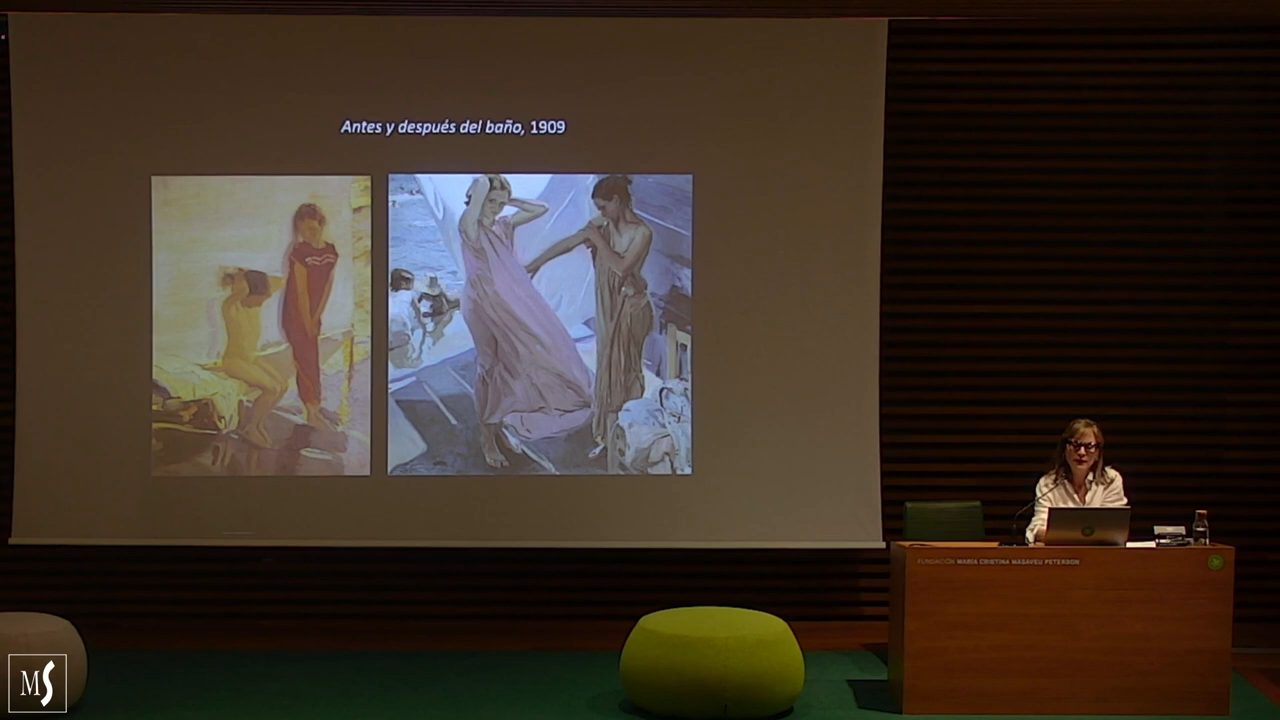 Antes y después del baño, 1909
FUNDACIÓN MARÍA CRISTINA MASAVEU PETERSON
MS